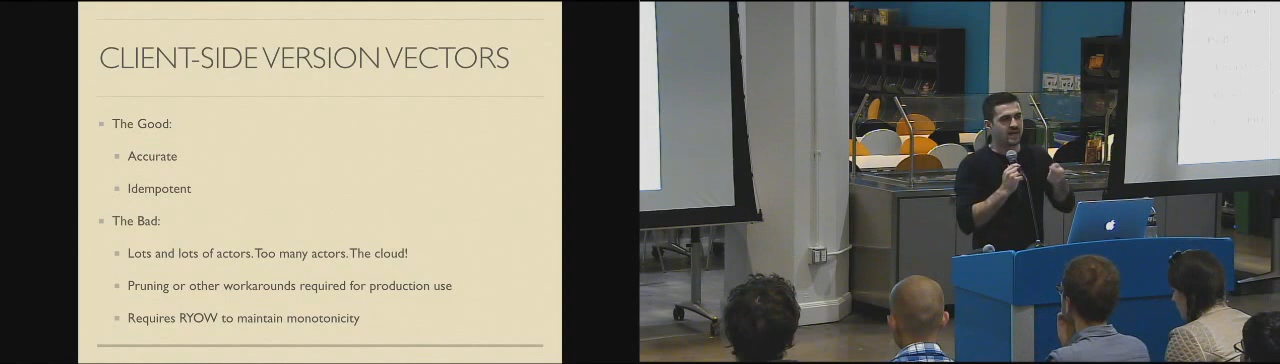 CLIENT-SIDE VERSION VECTORS
The Good:
Accurate
Idempotent
The Bad:
Lots and lots of actors. Too many actors. The cloud!
Pruning or other workarounds required for production use
Requires RYOW to maintain monotonicity